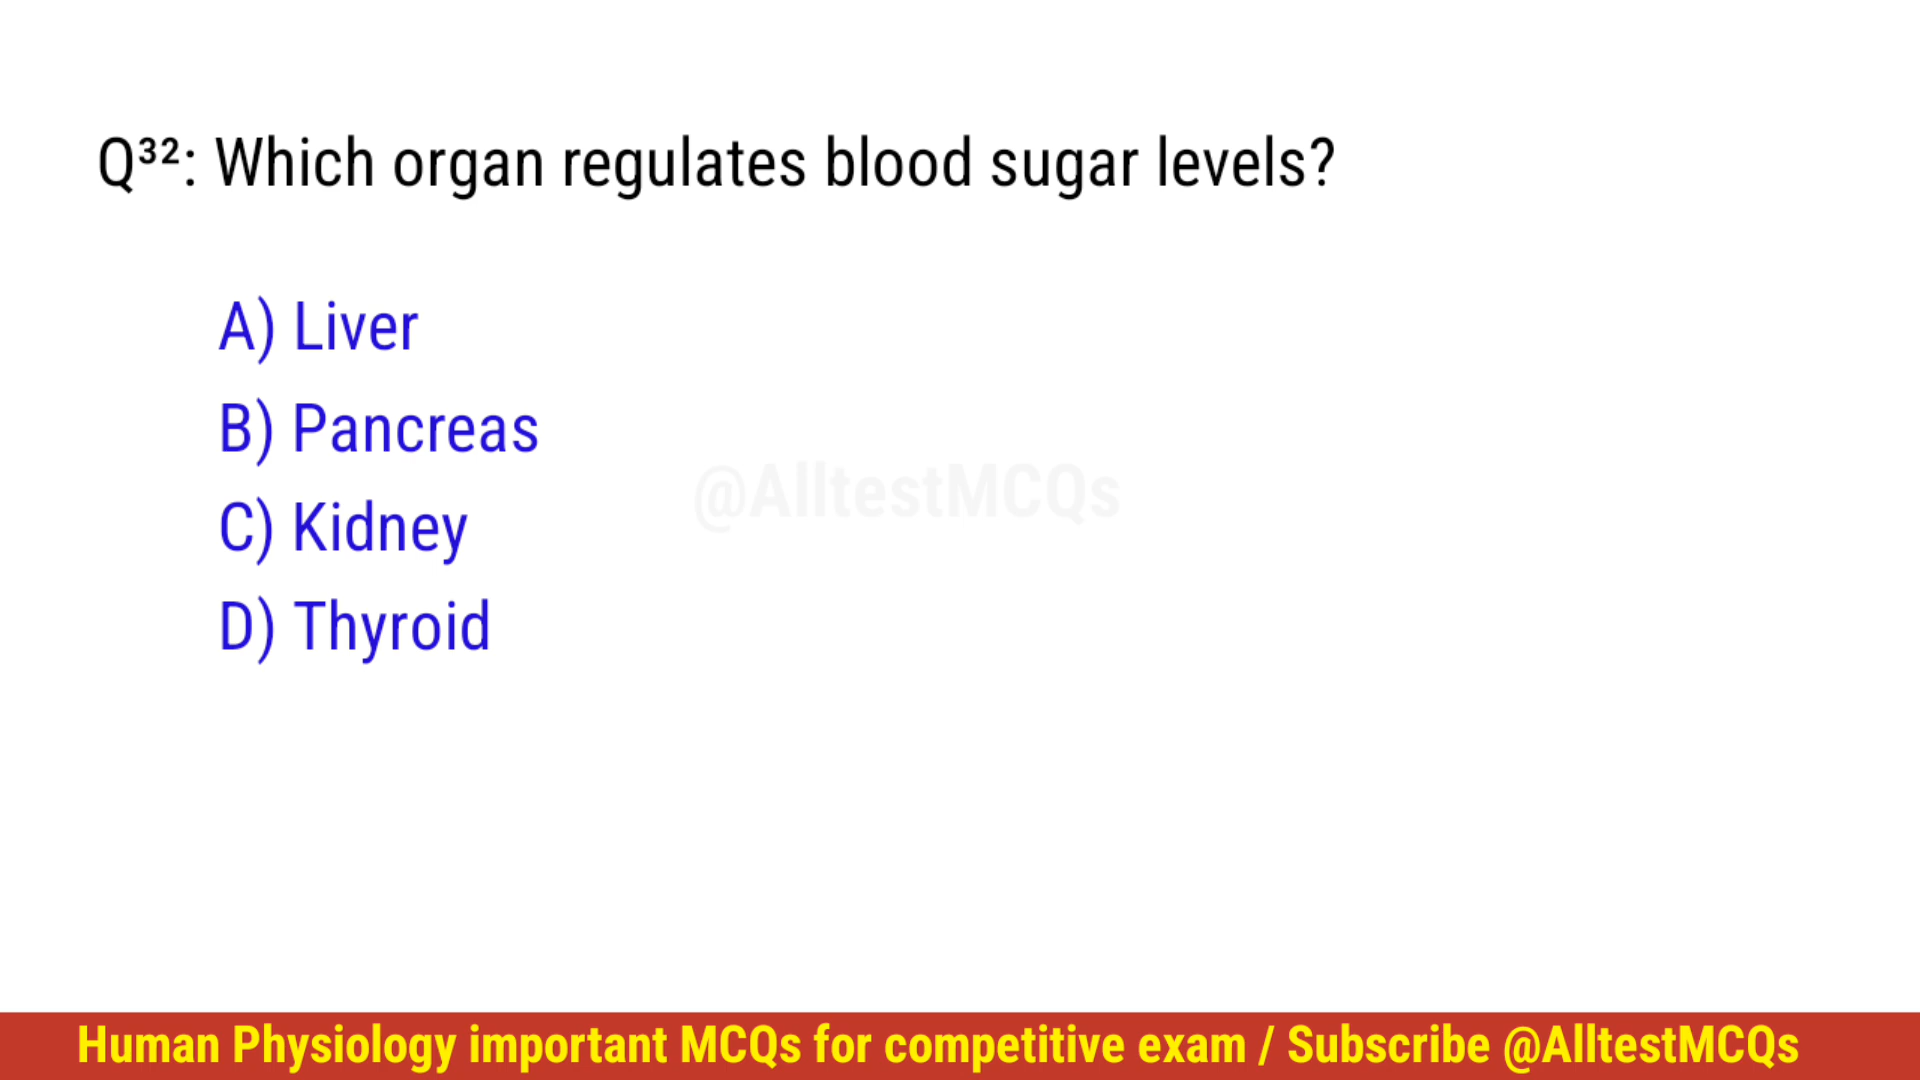 Q³²: Which organ regulates blood sugar levels?
A) Liver
B) Pancreas
@AlltestMCQs
C) Kidney
D) Thyroid
Human Physiology important MCQs for competitive exam / Subscribe @AlltestMCQs